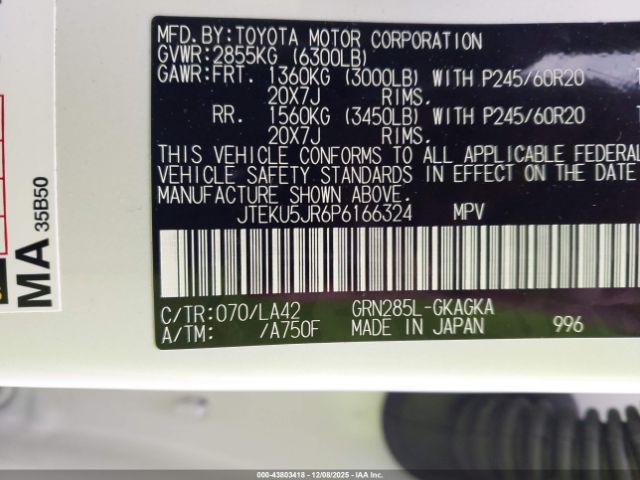 MFD.BY:TOYOTA MOTOR CORPORATION
GVWR:2855KG (6300LB)
GAWR:FRT. 1360KG (3000LB) WITH P245/60R20
20X7J RIMS.
RR. 1560KG (3450LB) WITH P245/60R20
20X7J RIMS.
THIS VEHICLE CONFORMS TO ALL APPLICABLE FEDERAL
VEHICLE SAFETY STANDARDS IN EFFECT ON THE DATE
MANUFACTURE SHOWN ABOVE.
JTEKU5JR6P6166324 MPV
C/TR:070/LA42 GRN285L-GKAGKA
A/TM: /A750F MADE IN JAPAN 996
MA
35B50
000-43803418 - 12/08/2025 - IAAI.COM